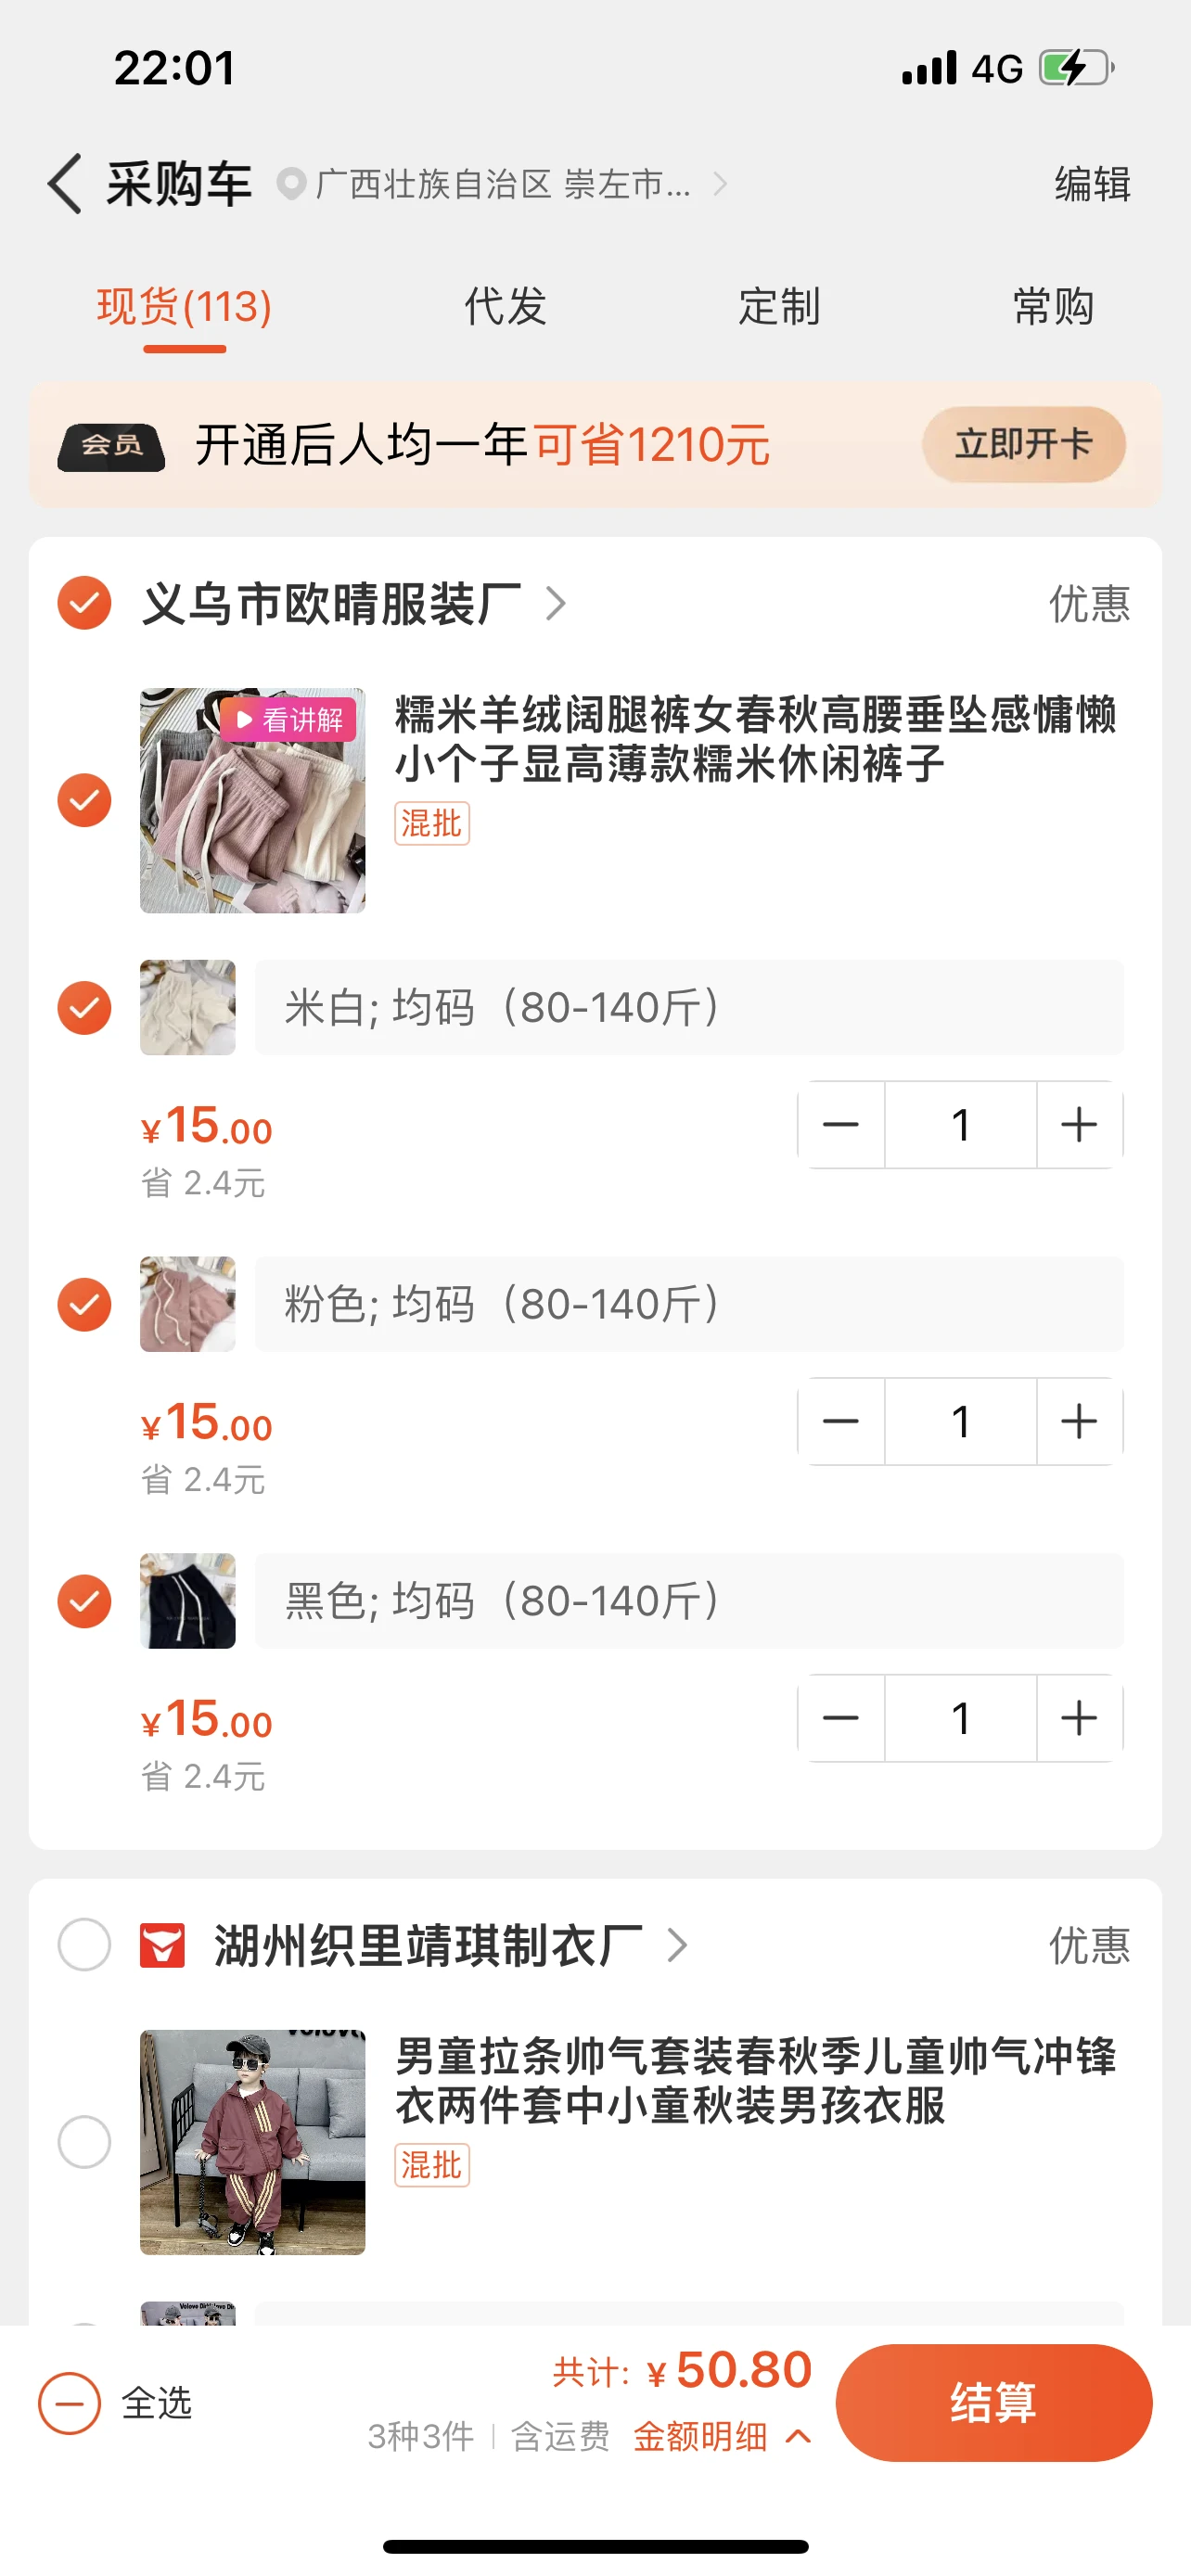 22:01
4G
采购车
广西壮族自治区 崇左市...
编辑
现货(113)
代发
定制
常购
会员
开通后人均一年可省1210元
立即开卡
义乌市欧晴服装厂
优惠
看讲解
糯米羊绒阔腿裤女春秋高腰垂坠感慵懒
小个子显高薄款糯米休闲裤子
混批
米白; 均码（80-140斤）
¥15.00
1
省 2.4元
粉色; 均码（80-140斤）
¥15.00
1
省 2.4元
黑色; 均码（80-140斤）
¥15.00
1
省 2.4元
湖州织里靖琪制衣厂
优惠
男童拉条帅气套装春秋季儿童帅气冲锋
衣两件套中小童秋装男孩衣服
混批
全选
共计: ¥ 50.80
3种3件
含运费
金额明细
结算